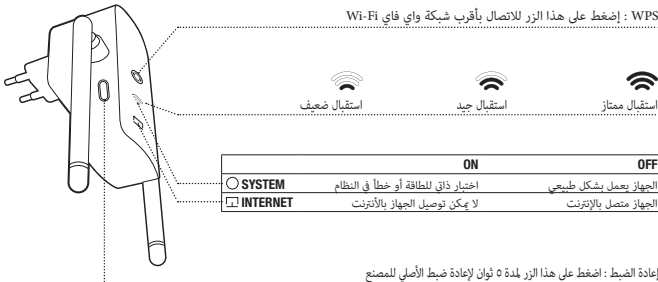 WPS : إضغط على هذا الزر للاتصال بأقرب شبكة واي فاي Wi-Fi
استقبال ممتاز استقبال جيد استقبال ضعيف
OFF ON
الجهاز يعمل بشكل طبيعي اختبار ذاتي للطاقة أو خطأ في النظام SYSTEM
الجهاز متصل بالإنترنت لا يمكن توصيل الجهاز بالأنترنت INTERNET
إعادة الضبط : اضغط على هذا الزر لمدة ٥ ثوان لإعادة ضبط الأصلي للمصنع